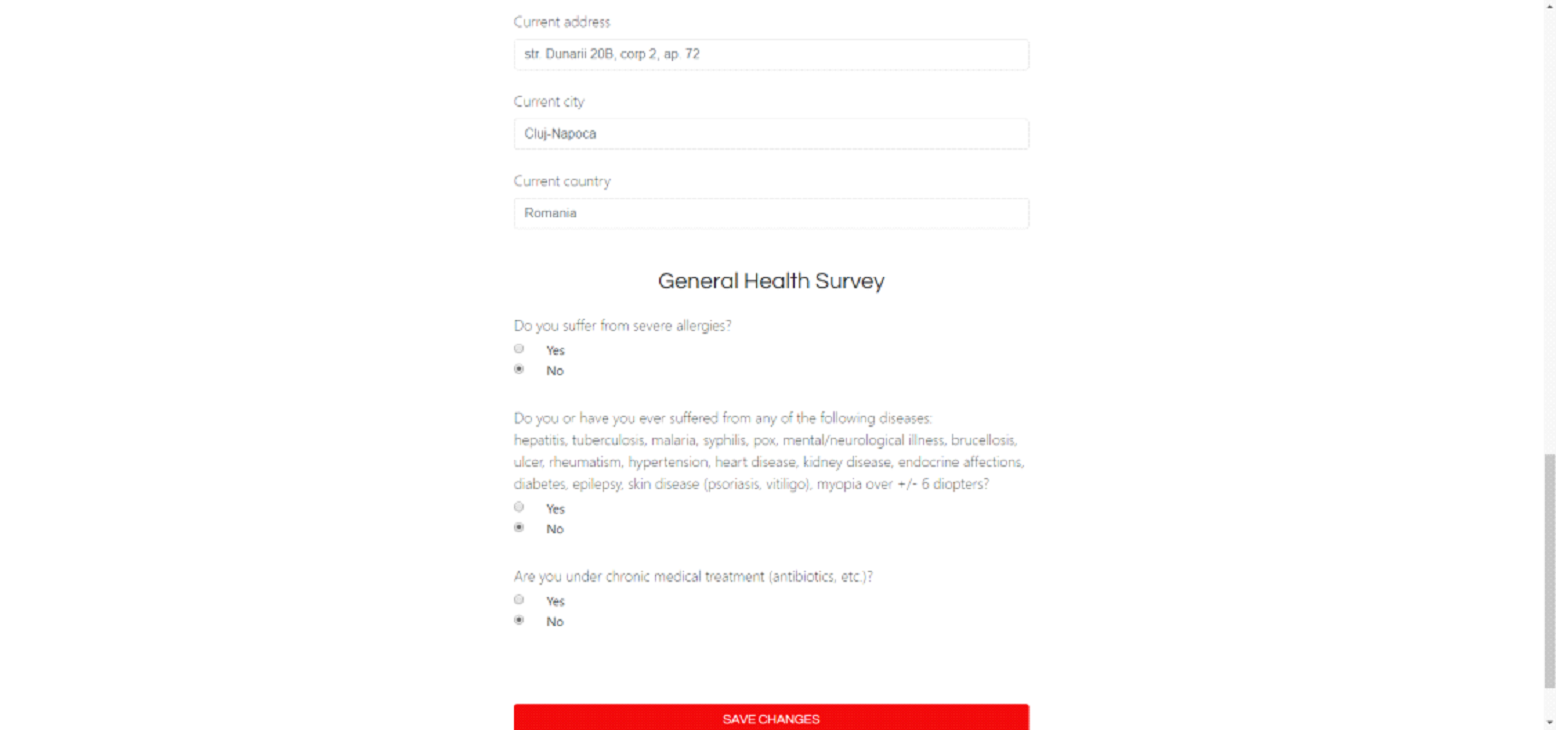 Current address
str. Dunarii 20B, corp 2, ap. 72
Current city
Cluj-Napoca
Current country
Romania
General Health Survey
Do you suffer from severe allergies?
Yes
No
Do you or have you ever suffered from any of the following diseases:
hepatitis, tuberculosis, malaria, syphilis, pox, mental/neurological illness, brucellosis,
ulcer, rheumatism, hypertension, heart disease, kidney disease, endocrine affections,
diabetes, epilepsy, skin disease (psoriasis, vitiligo), myopia over +/- 6 diopters?
Yes
No
Are you under chronic medical treatment (antibiotics, etc.)?
Yes
No
SAVE CHANGES